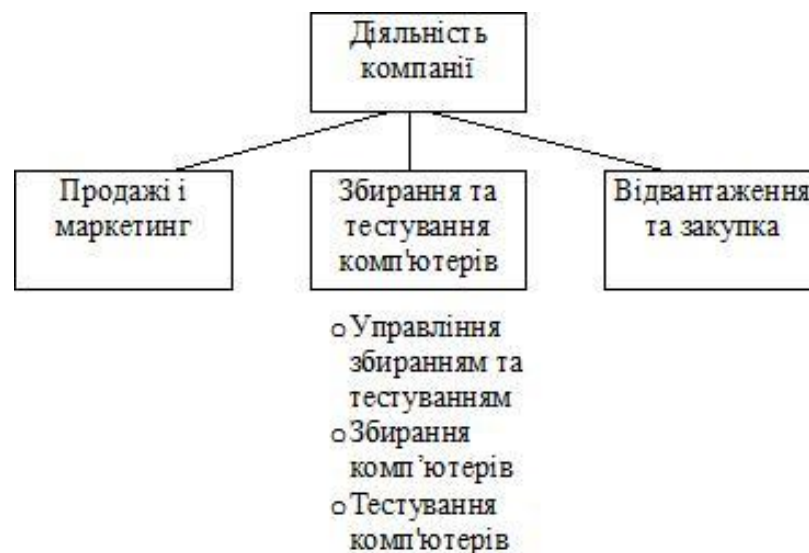 Діяльність
компанії
Продажі і
маркетинг
Збирання та
тестування
комп'ютерів
Відвантаження
та закупка
Управління
збиранням та
тестуванням
Збирання
комп’ютерів
Тестування
комп'ютерів